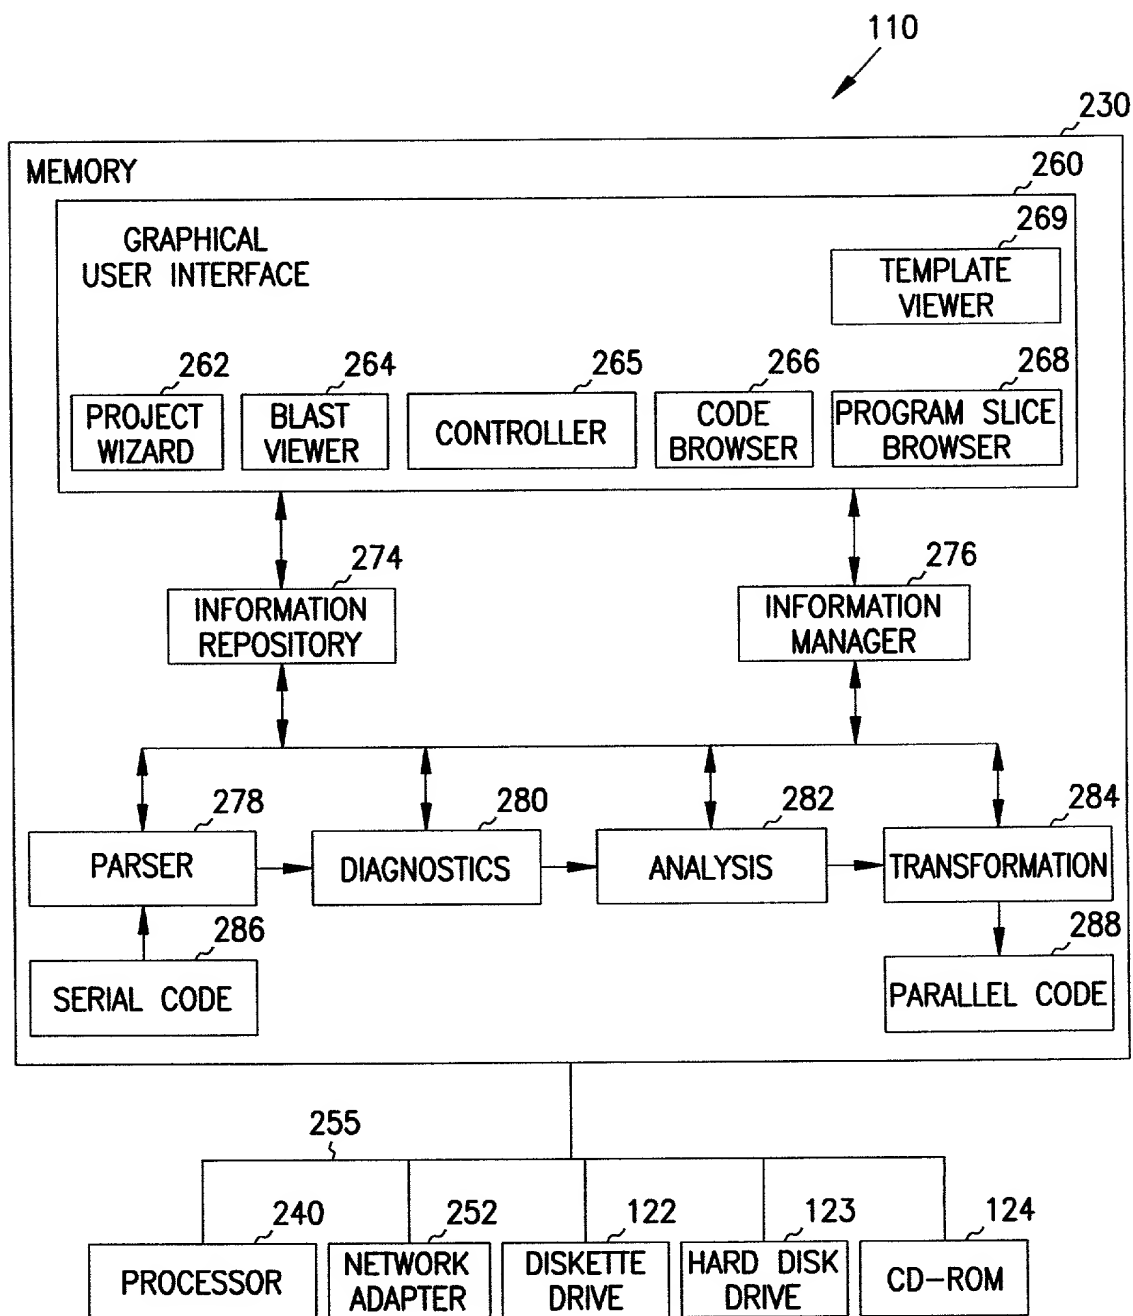 110
230
MEMORY
260
GRAPHICAL
USER INTERFACE
269
TEMPLATE
VIEWER
262
PROJECT
WIZARD
264
BLAST
VIEWER
265
CONTROLLER
266
CODE
BROWSER
268
PROGRAM SLICE
BROWSER
274
INFORMATION
REPOSITORY
276
INFORMATION
MANAGER
278
PARSER
280
DIAGNOSTICS
282
ANALYSIS
284
TRANSFORMATION
286
SERIAL CODE
288
PARALLEL CODE
255
240
PROCESSOR
252
NETWORK
ADAPTER
122
DISKETTE
DRIVE
123
HARD DISK
DRIVE
124
CD-ROM